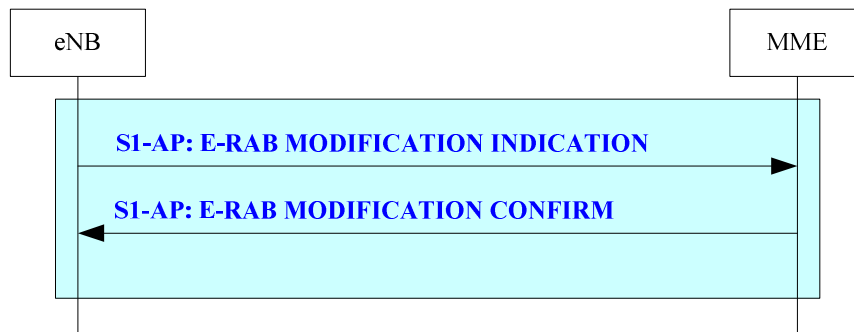 eNB
MME
S1-AP: E-RAB MODIFICATION INDICATION
S1-AP: E-RAB MODIFICATION CONFIRM